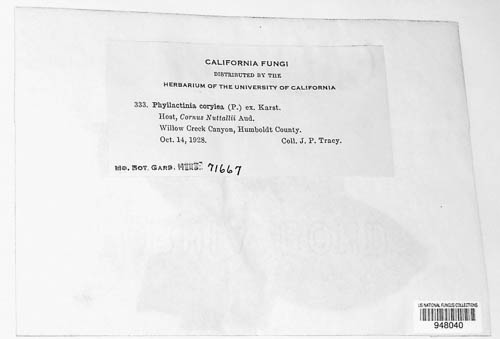 CALIFORNIA FUNGI
DISTRIBUTED BY THE
HERBARIUM OF THE UNIVERSITY OF CALIFORNIA
333. Phyllactinia corylea (P.) ex. Karst.
Host, Cornus Nuttallii Aud.
Willow Creek Canyon, Humboldt County.
Oct. 14, 1928. Coll. J. P. Tracy.
MO. BOT. GARD. 71667
US NATIONAL FUNGUS COLLECTIONS
948040